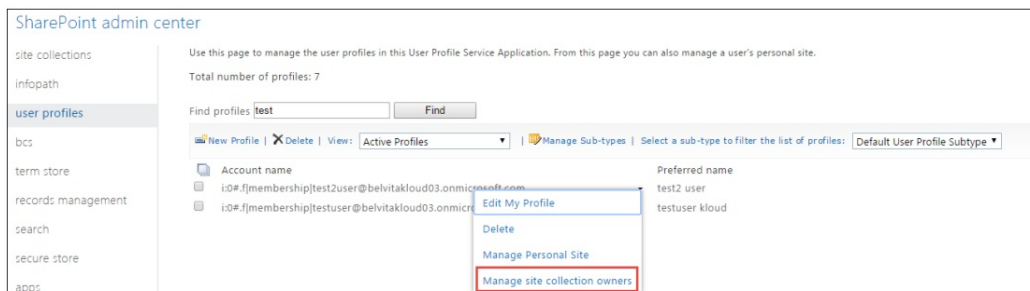 SharePoint admin center
site collections
infopath
user profiles
bcs
term store
records management
search
secure store
apps
Use this page to manage the user profiles in this User Profile Service Application. From this page you can also manage a user's personal site.
Total number of profiles: 7
Find profiles test Find
New Profile | Delete | View: Active Profiles | Manage Sub-types | Select a sub-type to filter the list of profiles: Default User Profile Subtype
Account name Preferred name
i:0#.f|membership|test2user@belvitakloud03.onmicrosoft.com test2 user
i:0#.f|membership|testuser@belvitakloud03.onmicro testuser kloud
Edit My Profile
Delete
Manage Personal Site
Manage site collection owners